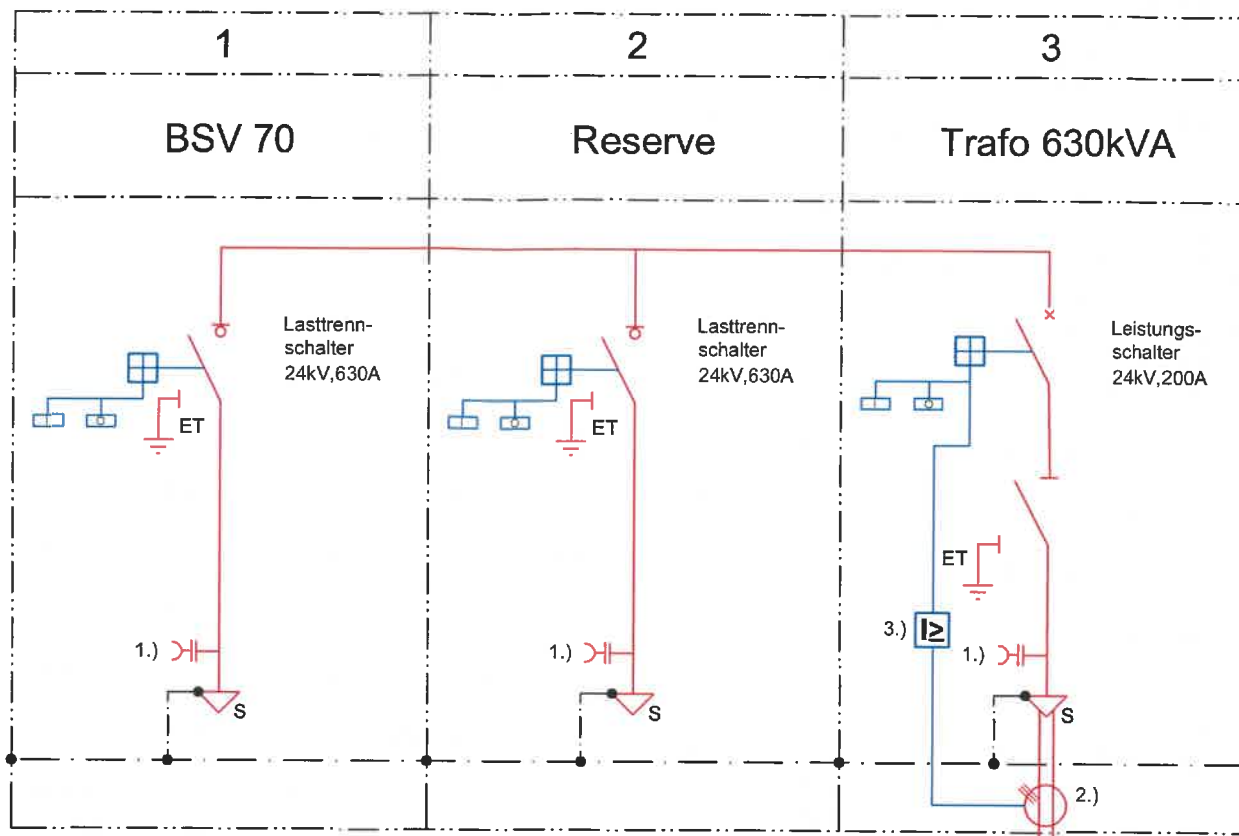 1
2
3
BSV 70
Reserve
Trafo 630kVA
Lasttrenn-
schalter
24kV,630A
ET
1.)
S
Lasttrenn-
schalter
24kV,630A
ET
1.)
S
Leistungs-
schalter
24kV,200A
ET
3.)
I≥
1.)
S
2.)